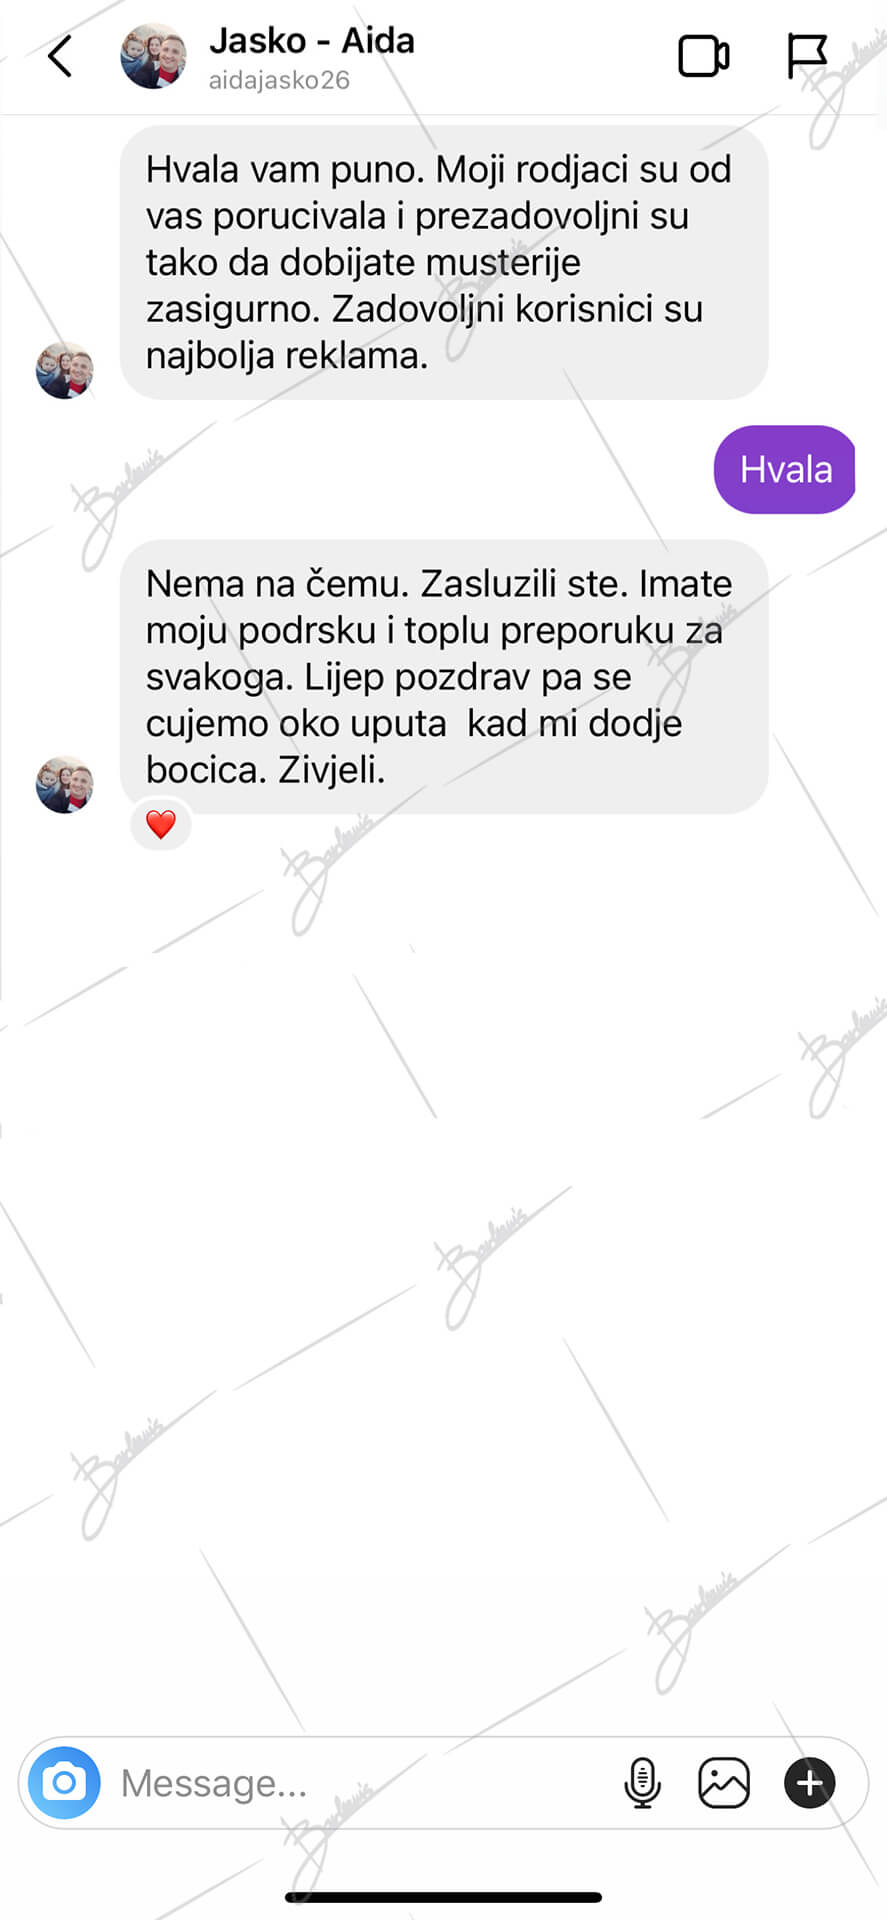 Jasko - Aida
aidajasko26
Hvala vam puno. Moji rodjaci su od
vas porucivala i prezadovoljni su
tako da dobijate musterije
zasigurno. Zadovoljni korisnici su
najbolja reklama.
Hvala
Nema na čemu. Zasluzili ste. Imate
moju podrsku i toplu preporuku za
svakoga. Lijep pozdrav pa se
cujemo oko uputa  kad mi dodje
bocica. Zivjeli.
Message...